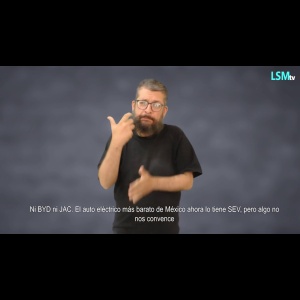 LSMtv
Ni BYD ni JAC. El auto eléctrico más barato de México ahora lo tiene SEV, pero algo no
nos convence